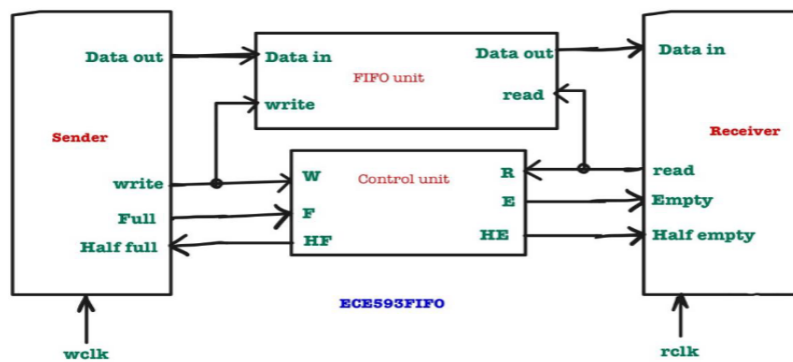 Data out
Data in
Data out
Data in
FIFO unit
write
read
Sender
Receiver
write
W
Control unit
R
read
Full
F
E
Empty
Half full
HF
HE
Half empty
ECE593FIFO
wclk
rclk